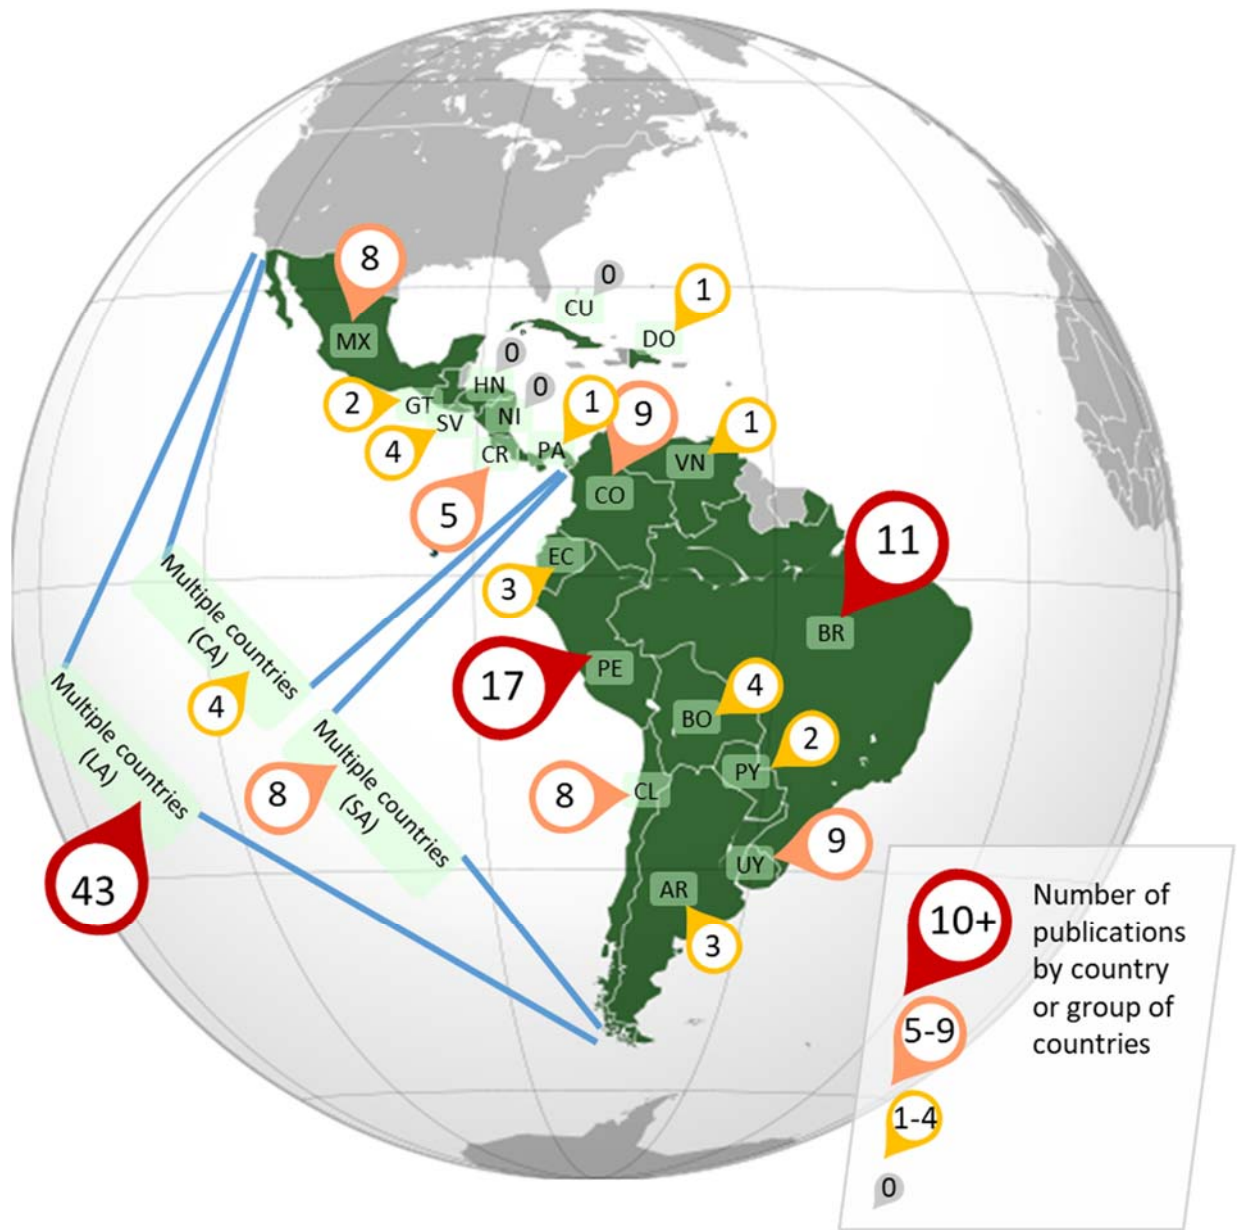 8
MX
0
CU
1
DO
0
HN
0
NI
2
GT
4
SV
5
CR
1
PA
9
CO
1
VN
3
EC
11
BR
17
PE
4
BO
2
PY
8
CL
9
UY
3
AR
Multiple countries
(CA)
4
Multiple countries
(LA)
43
Multiple countries
(SA)
8
10+
5-9
1-4
0
Number of
publications
by country
or group of
countries